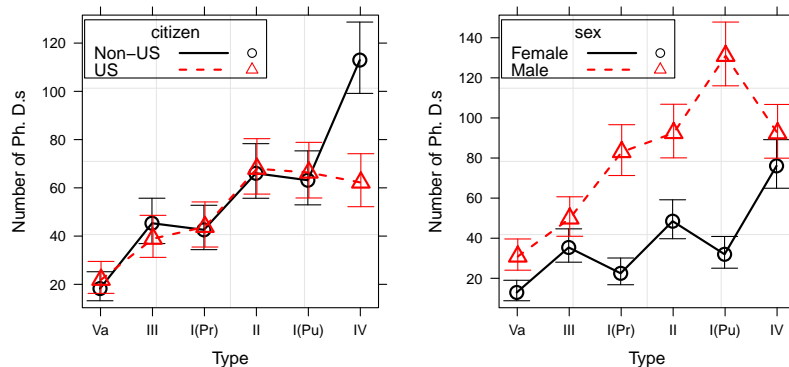 citizen
Non−US
US
Number of Ph. D.s
120
100
80
60
40
20
Va III I(Pr) II I(Pu) IV
Type
sex
Female
Male
Number of Ph. D.s
140
120
100
80
60
40
20
Va III I(Pr) II I(Pu) IV
Type